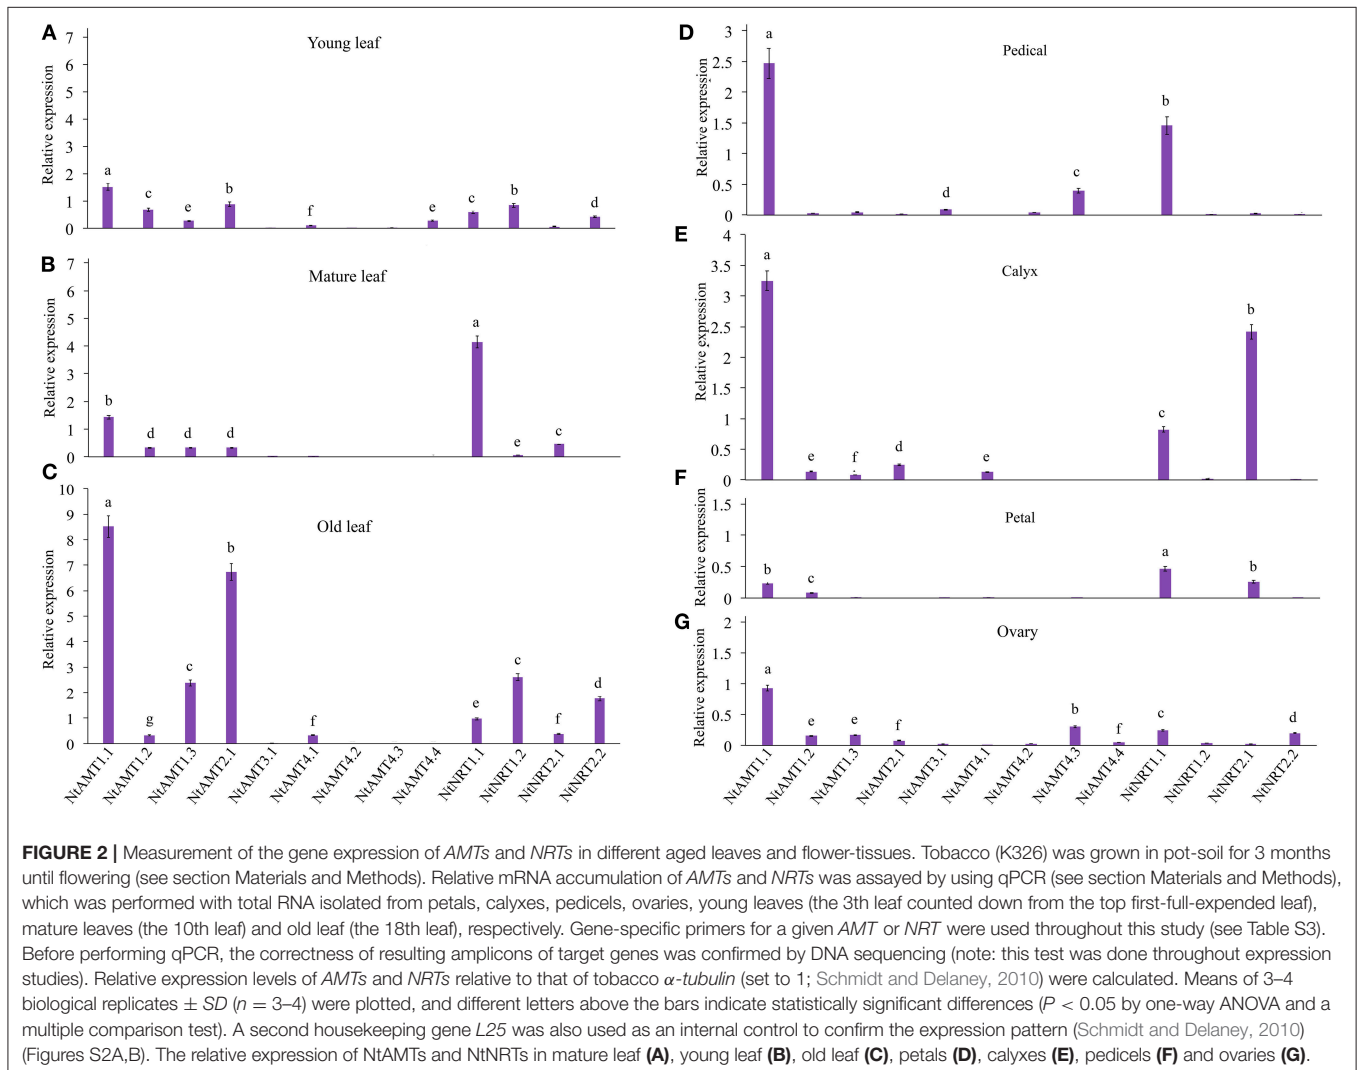 A
Young leaf
Relative expression
7
6
5
4
3
2
1
0
a
c
e
b
f
e
c
b
d
B
Mature leaf
Relative expression
7
6
5
4
3
2
1
0
b
d
d
d
a
e
c
C
Old leaf
Relative expression
10
9
8
7
6
5
4
3
2
1
0
a
g
c
b
f
e
c
f
d
NtAMT1.1
NtAMT1.2
NtAMT1.3
NtAMT2.1
NtAMT3.1
NtAMT4.1
NtAMT4.2
NtAMT4.3
NtAMT4.4
NtNRT1.1
NtNRT1.2
NtNRT2.1
NtNRT2.2
D
Pedical
Relative expression
3
2.5
2
1.5
1
0.5
0
a
d
c
b
E
Calyx
Relative expression
4
3.5
3
2.5
2
1.5
1
0.5
0
a
e
f
d
e
c
b
F
Petal
Relative expression
1.5
1
0.5
0
b
c
a
b
G
Ovary
Relative expression
2
1.5
1
0.5
0
a
e
e
f
b
f
c
d
NtAMT1.1
NtAMT1.2
NtAMT1.3
NtAMT2.1
NtAMT3.1
NtAMT4.1
NtAMT4.2
NtAMT4.3
NtAMT4.4
NtNRT1.1
NtNRT1.2
NtNRT2.1
NtNRT2.2
FIGURE 2 | Measurement of the gene expression of AMTs and NRTs in different aged leaves and flower-tissues. Tobacco (K326) was grown in pot-soil for 3 months
until flowering (see section Materials and Methods). Relative mRNA accumulation of AMTs and NRTs was assayed by using qPCR (see section Materials and Methods),
which was performed with total RNA isolated from petals, calyxes, pedicels, ovaries, young leaves (the 3th leaf counted down from the top first-full-expended leaf),
mature leaves (the 10th leaf) and old leaf (the 18th leaf), respectively. Gene-specific primers for a given AMT or NRT were used throughout this study (see Table S3).
Before performing qPCR, the correctness of resulting amplicons of target genes was confirmed by DNA sequencing (note: this test was done throughout expression
studies). Relative expression levels of AMTs and NRTs relative to that of tobacco α-tubulin (set to 1; Schmidt and Delaney, 2010) were calculated. Means of 3–4
biological replicates ± SD (n = 3–4) were plotted, and different letters above the bars indicate statistically significant differences (P < 0.05 by one-way ANOVA and a
multiple comparison test). A second housekeeping gene L25 was also used as an internal control to confirm the expression pattern (Schmidt and Delaney, 2010)
(Figures S2A,B). The relative expression of NtAMTs and NtNRTs in mature leaf (A), young leaf (B), old leaf (C), petals (D), calyxes (E), pedicels (F) and ovaries (G).